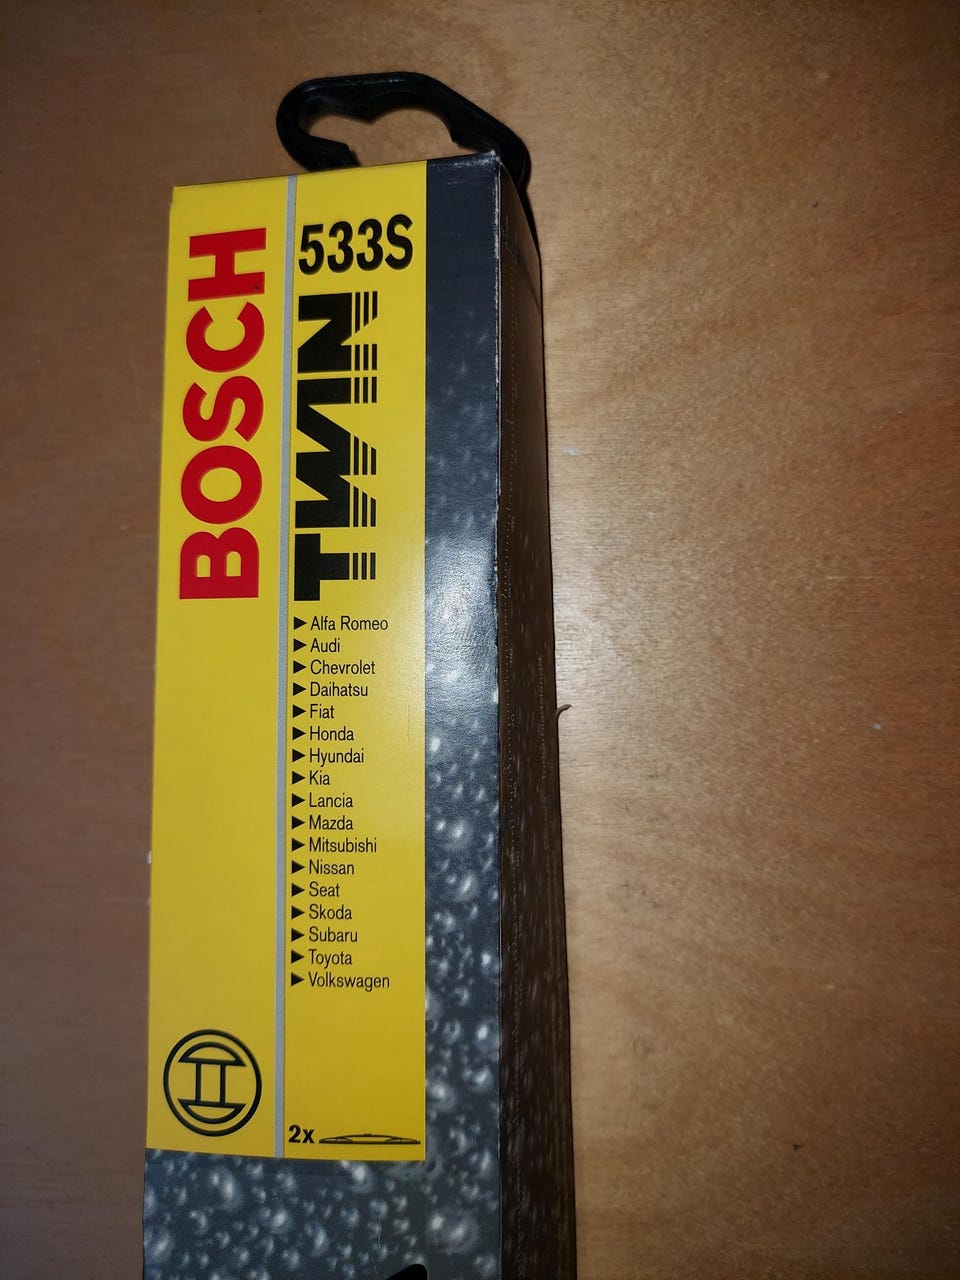 BOSCH
533S
TWIN
Alfa Romeo
Audi
Chevrolet
Daihatsu
Fiat
Honda
Hyundai
Kia
Lancia
Mazda
Mitsubishi
Nissan
Seat
Skoda
Subaru
Toyota
Volkswagen
2x